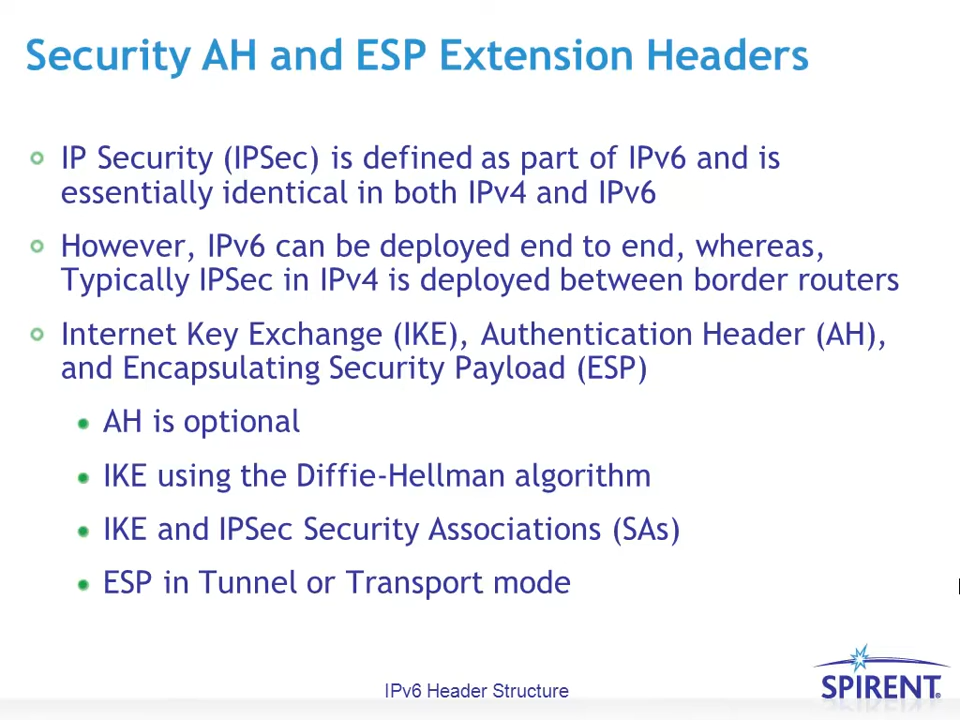 Security AH and ESP Extension Headers
IP Security (IPSec) is defined as part of IPv6 and is
essentially identical in both IPv4 and IPv6
However, IPv6 can be deployed end to end, whereas,
Typically IPSec in IPv4 is deployed between border routers
Internet Key Exchange (IKE), Authentication Header (AH),
and Encapsulating Security Payload (ESP)
AH is optional
IKE using the Diffie-Hellman algorithm
IKE and IPSec Security Associations (SAs)
ESP in Tunnel or Transport mode
IPv6 Header Structure
SPIRENT®